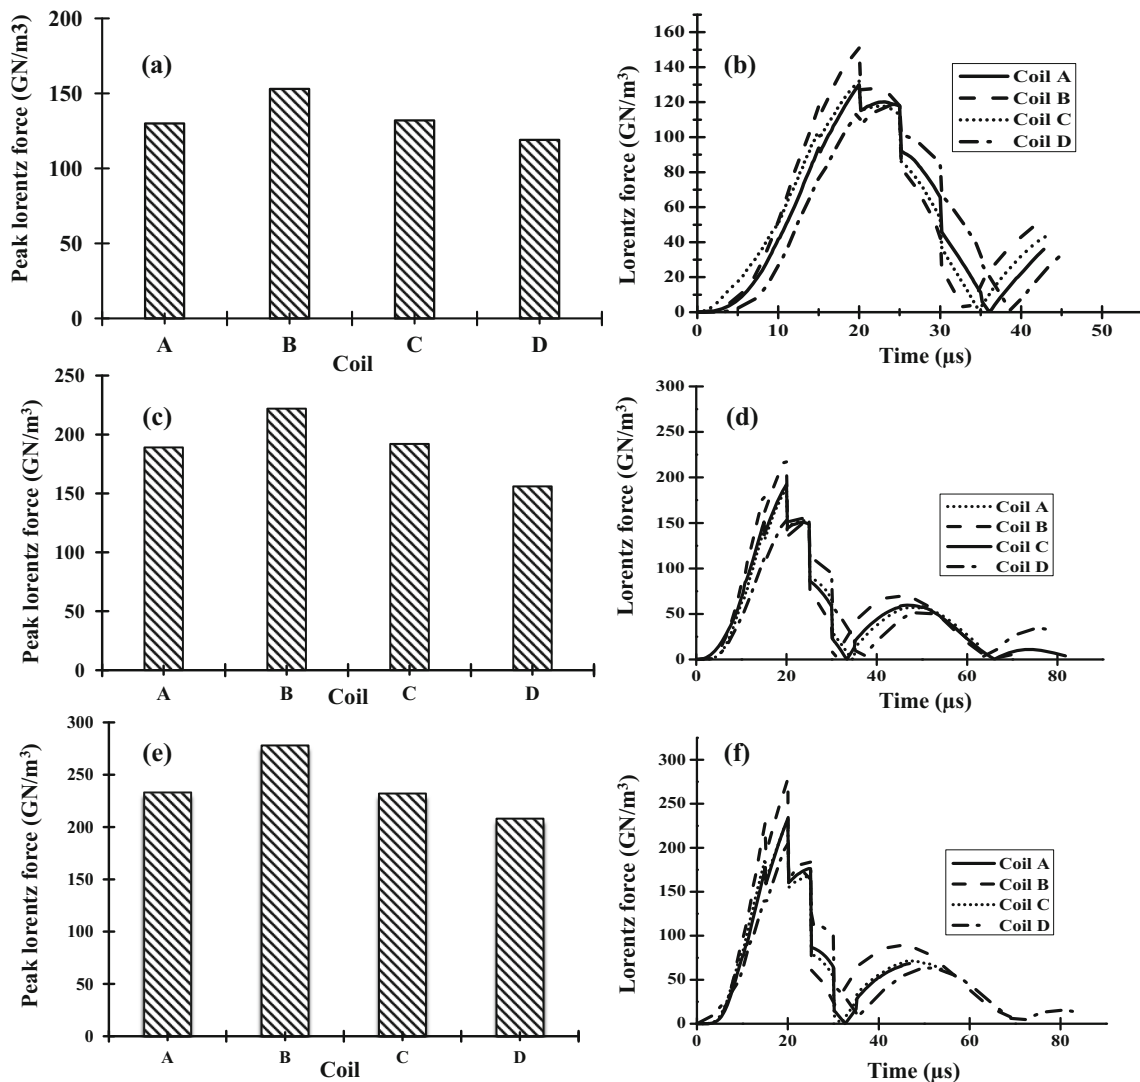 (a)
Peak lorentz force (GN/m3)
200
150
100
50
0
A B C D
Coil
(b)
Lorentz force (GN/m³)
160
140
120
100
80
60
40
20
0
0 10 20 30 40 50
Time (µs)
Coil A
Coil B
Coil C
Coil D
(c)
Peak lorentz force (GN/m³)
250
200
150
100
50
0
A B C D
Coil
(d)
Lorentz force (GN/m³)
300
250
200
150
100
50
0
0 20 40 60 80
Time (µs)
Coil A
Coil B
Coil C
Coil D
(e)
Peak lorentz force (GN/m³)
300
250
200
150
100
50
0
A B C D
Coil
(f)
Lorentz force (GN/m³)
300
250
200
150
100
50
0
0 20 40 60 80
Time (µs)
Coil A
Coil B
Coil C
Coil D